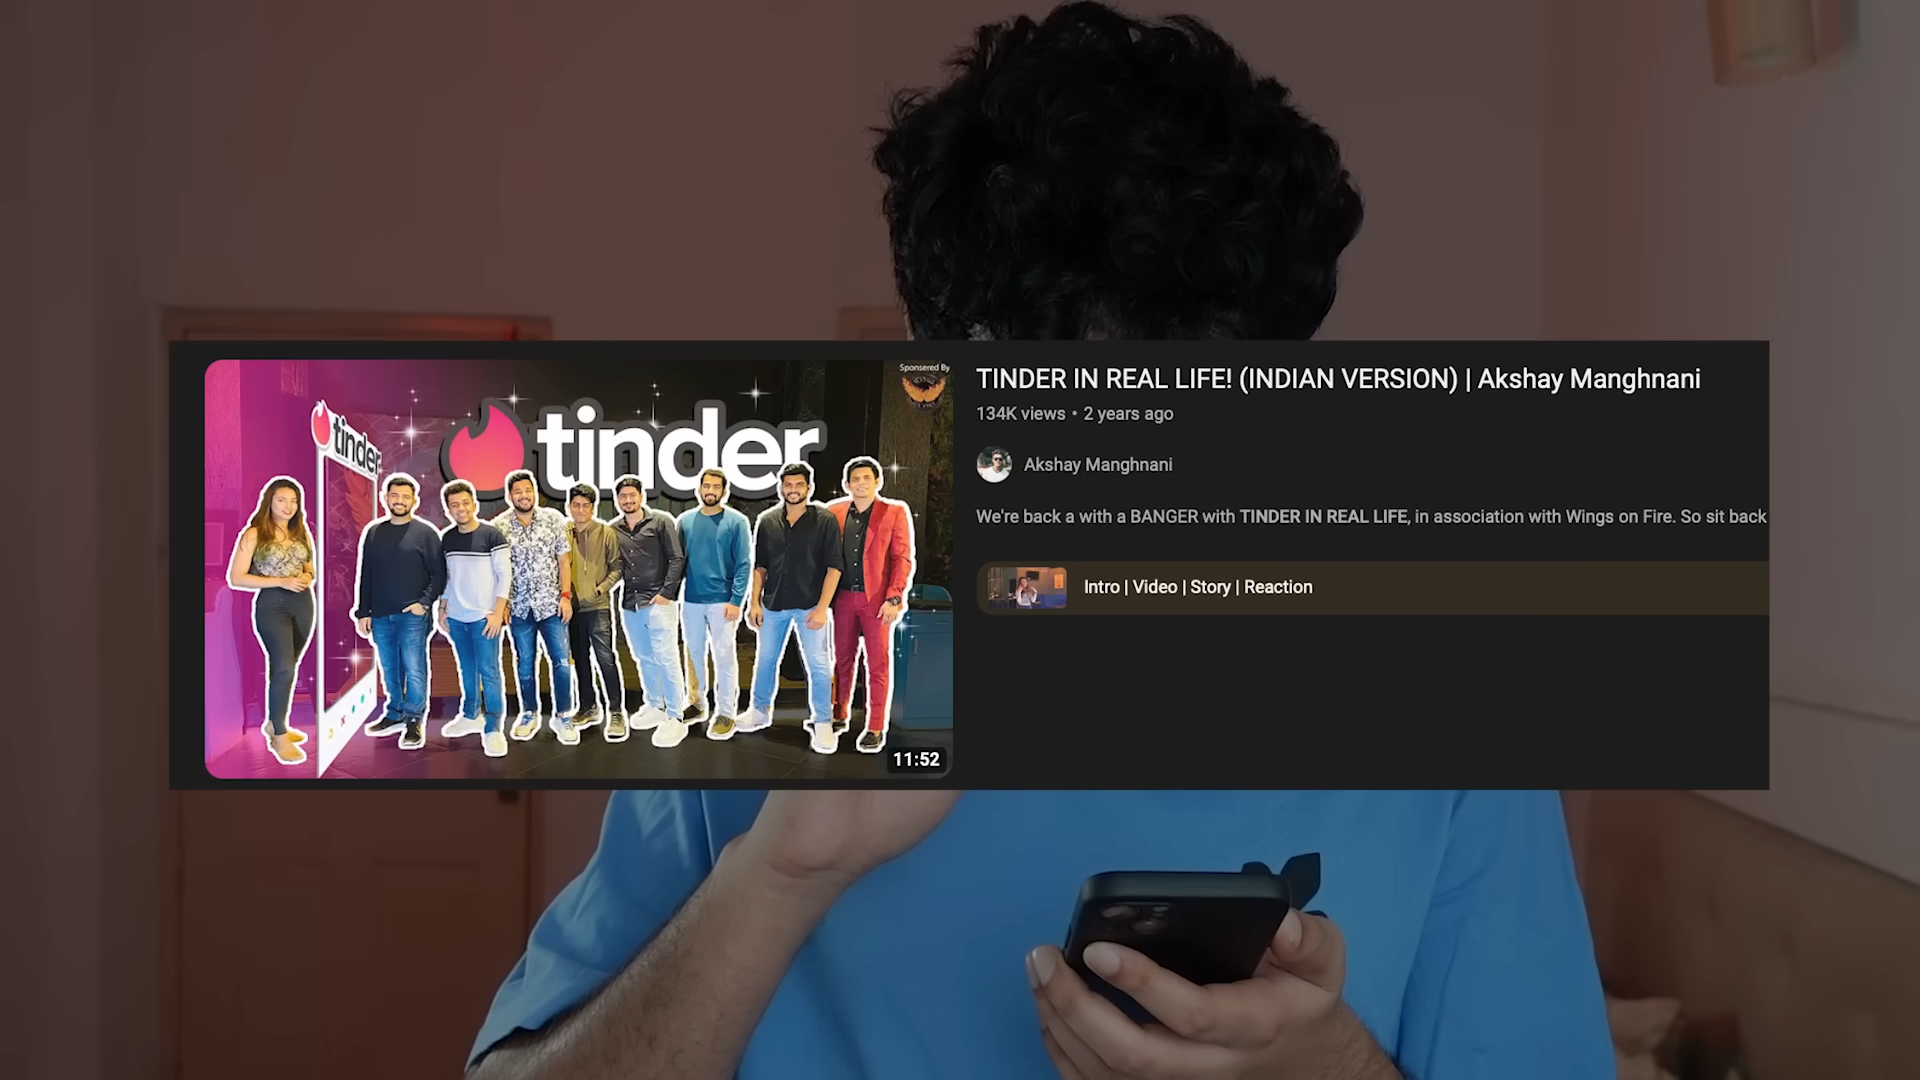 Sponsered By
tinder
tinder
11:52
TINDER IN REAL LIFE! (INDIAN VERSION) | Akshay Manghnani
134K views • 2 years ago
Akshay Manghnani
We're back a with a BANGER with TINDER IN REAL LIFE, in association with Wings on Fire. So sit back
Intro | Video | Story | Reaction